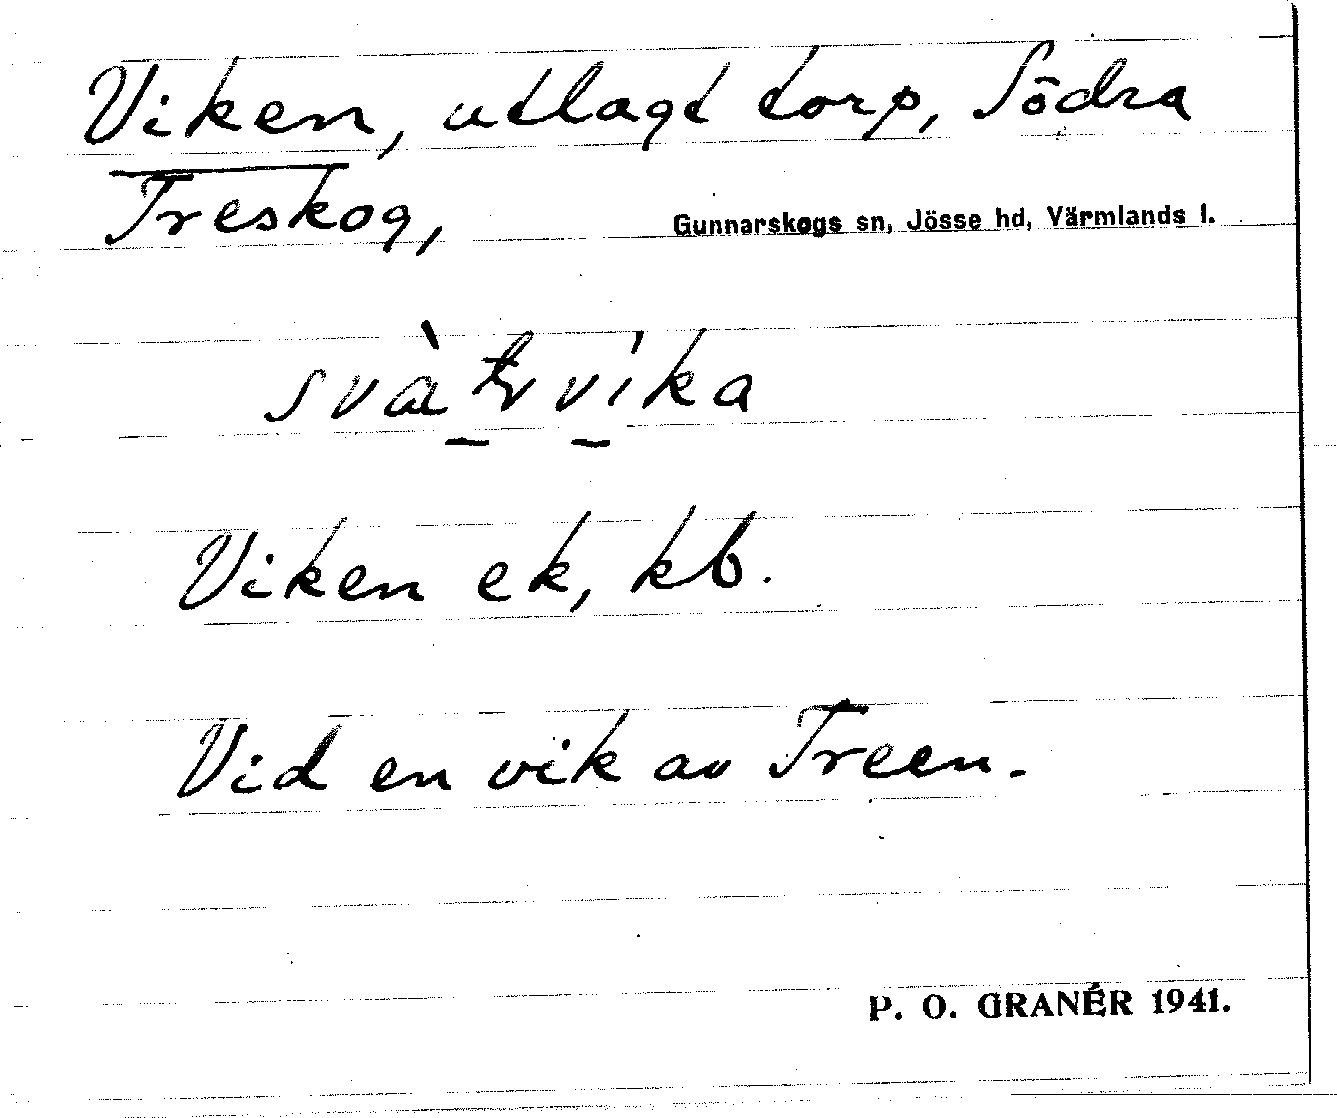 Viken, utlagt torp, Södra
Treskog, Gunnarskogs sn, Jösse hd, Värmlands l.
svàtvíka
Viken ek, kb.
Vid en vik av Treen.
P. O. GRANÉR 1941.